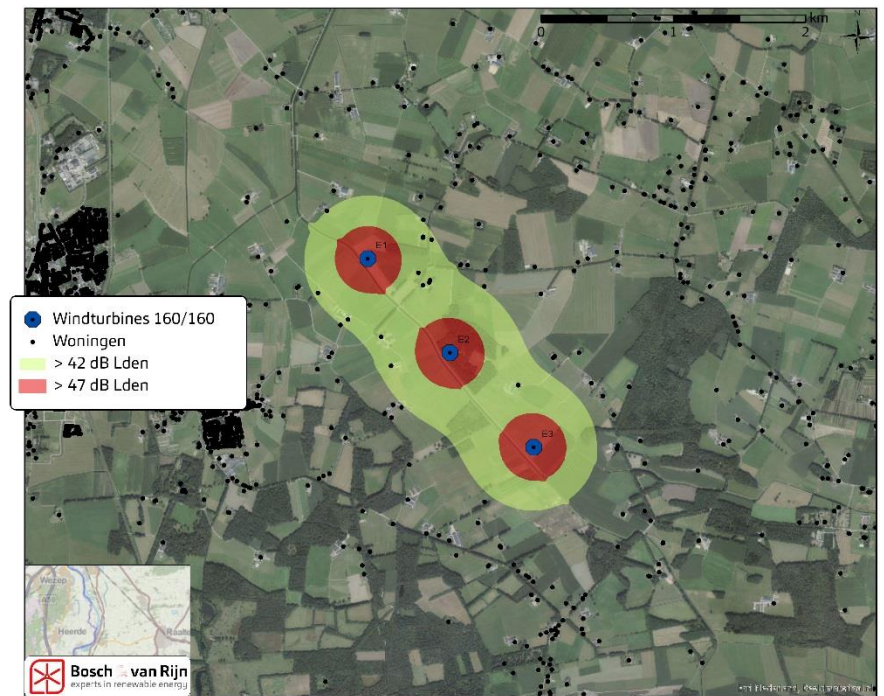 km
N
0 1 2
E1
E2
E3
Windturbines 160/160
Woningen
> 42 dB Lden
> 47 dB Lden
Wezep
Heerde
Raalte
Bosch & van Rijn
experts in renewable energy